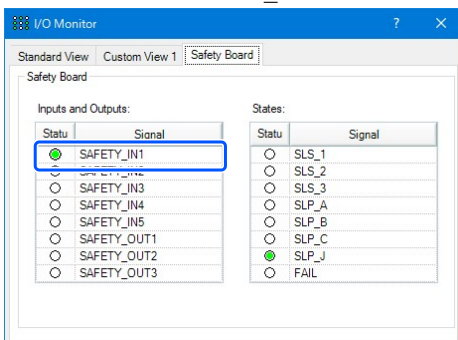 I/O Monitor ? ×
Standard View Custom View 1 Safety Board
Safety Board
Inputs and Outputs: States:
Statu Signal Statu Signal
SAFETY_IN1 SLS_1
SAFETY_IN2 SLS_2
SAFETY_IN3 SLS_3
SAFETY_IN4 SLP_A
SAFETY_IN5 SLP_B
SAFETY_OUT1 SLP_C
SAFETY_OUT2 SLP_J
SAFETY_OUT3 FAIL